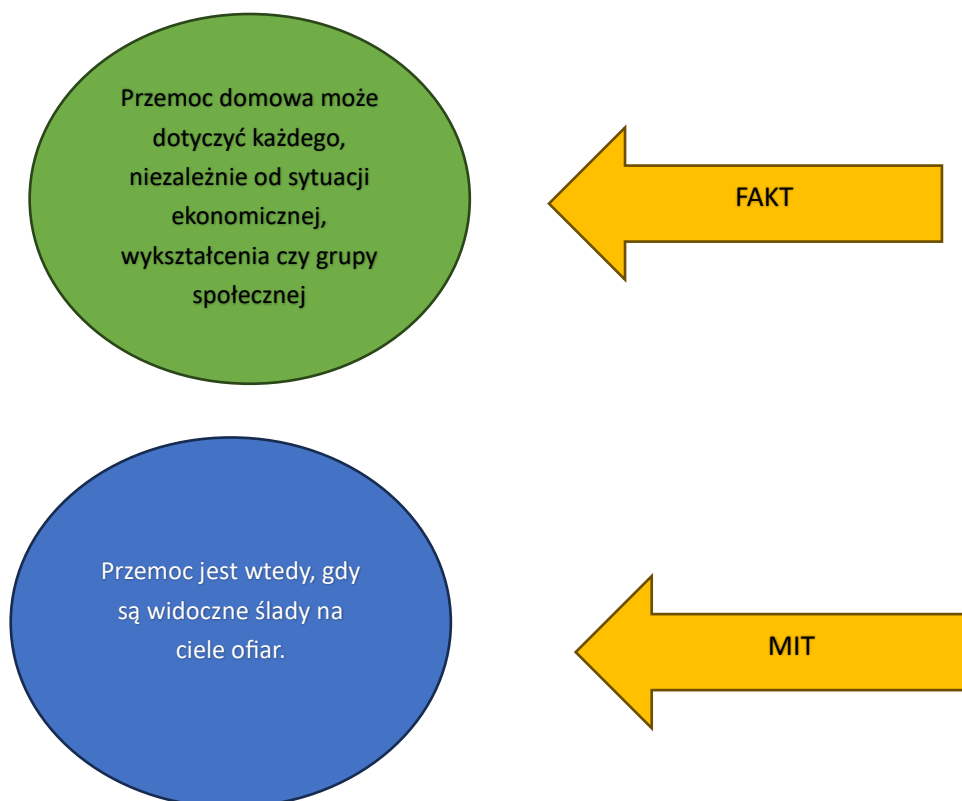 Przemoc domowa może
dotyczyć każdego,
niezależnie od sytuacji
ekonomicznej,
wykształcenia czy grupy
społecznej
FAKT
Przemoc jest wtedy, gdy
są widoczne ślady na
ciele ofiar.
MIT